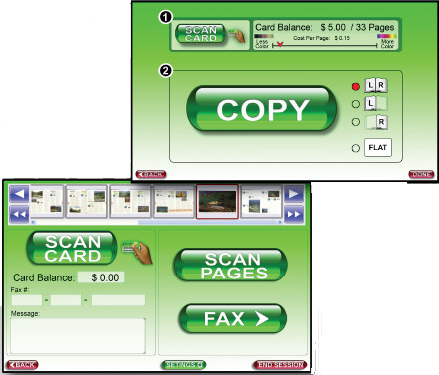 1
SCAN CARD
Card Balance: $ 5.00 / 33 Pages
Cost Per Page: $ 0.15
Less Color
More Color
2
COPY
L R
L
R
FLAT
BACK
DONE
SCAN CARD
Card Balance: $ 0.00
Fax #:
- -
Message:
SCAN PAGES
FAX
BACK
SETINGS
END SESSION